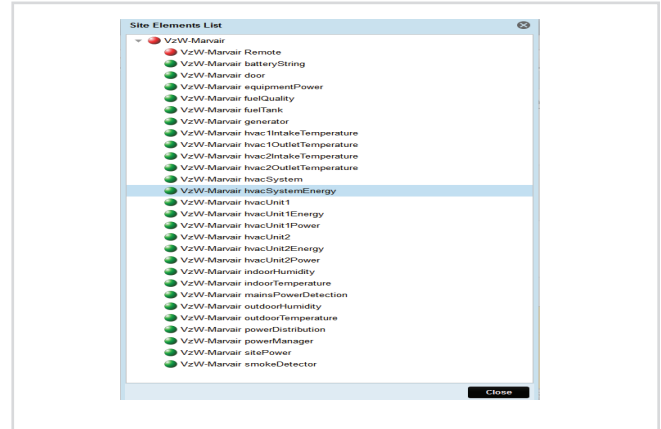 Site Elements List
VzW-Marvair
VzW-Marvair Remote
VzW-Marvair batteryString
VzW-Marvair door
VzW-Marvair equipmentPower
VzW-Marvair fuelQuality
VzW-Marvair fuelTank
VzW-Marvair generator
VzW-Marvair hvac1IntakeTemperature
VzW-Marvair hvac1OutletTemperature
VzW-Marvair hvac2IntakeTemperature
VzW-Marvair hvac2OutletTemperature
VzW-Marvair hvacSystem
VzW-Marvair hvacSystemEnergy
VzW-Marvair hvacUnit1
VzW-Marvair hvacUnit1Energy
VzW-Marvair hvacUnit1Power
VzW-Marvair hvacUnit2
VzW-Marvair hvacUnit2Energy
VzW-Marvair hvacUnit2Power
VzW-Marvair indoorHumidity
VzW-Marvair indoorTemperature
VzW-Marvair mainsPowerDetection
VzW-Marvair outdoorHumidity
VzW-Marvair outdoorTemperature
VzW-Marvair powerDistribution
VzW-Marvair powerManager
VzW-Marvair sitePower
VzW-Marvair smokeDetector
Close